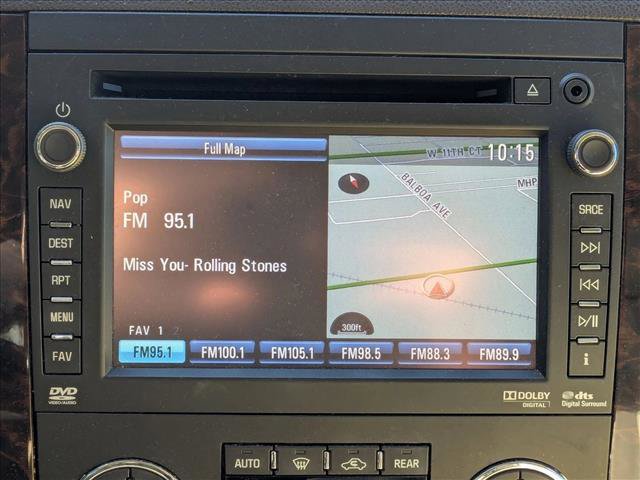 Full Map
W 11TH CT 10:15
BALBOA AVE
MHP
Pop
FM 95.1
Miss You- Rolling Stones
300ft
FAV 1 2
FM95.1 FM100.1 FM105.1 FM98.5 FM88.3 FM89.9
NAV
DEST
RPT
MENU
FAV
SRCE
i
DVD
VIDEO/AUDIO
DOLBY
DIGITAL
dts
Digital Surround
AUTO
REAR